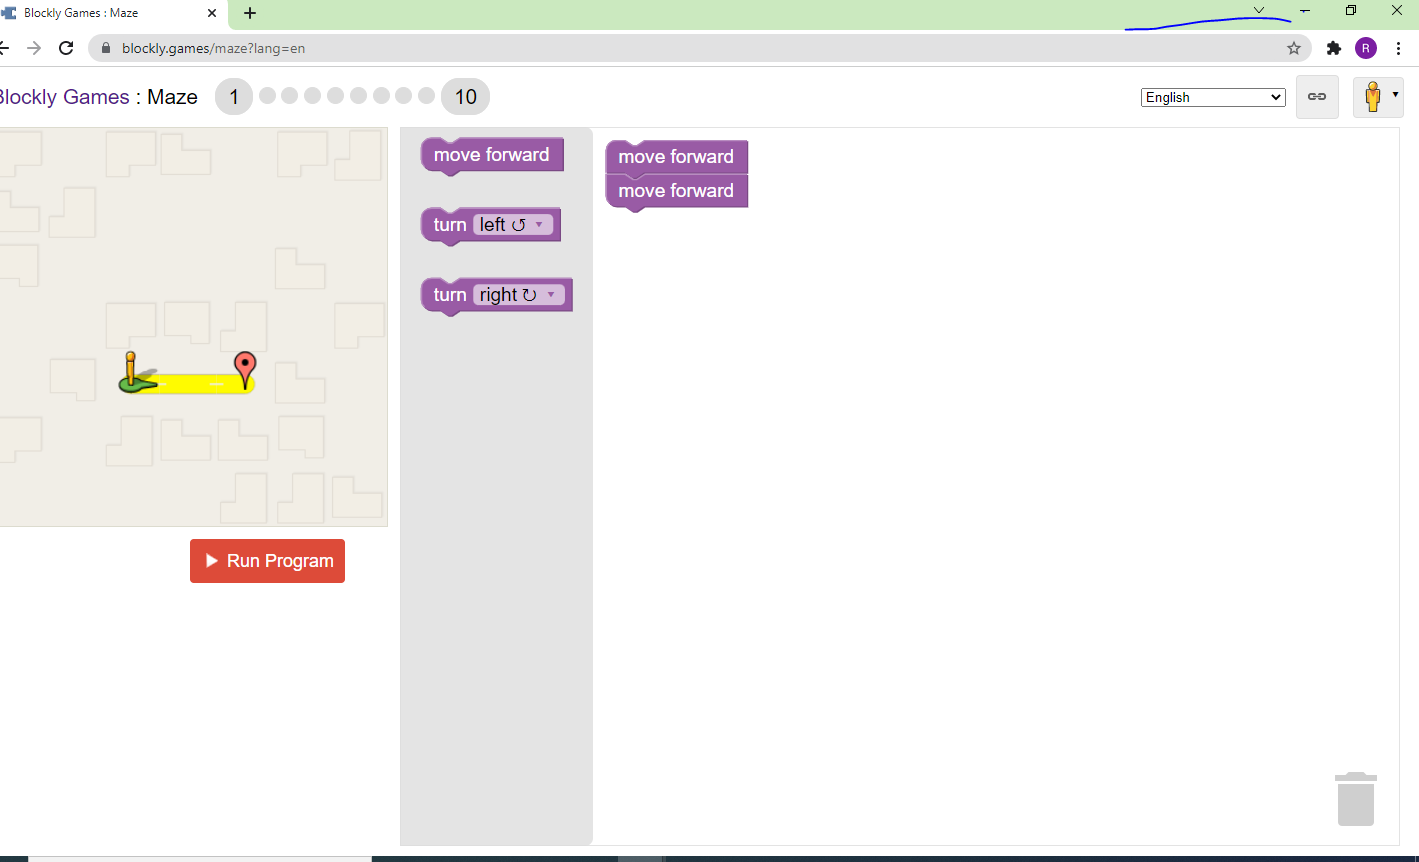 Blockly Games : Maze
blockly.games/maze?lang=en
R
Blockly Games : Maze 1 10
English
move forward
turn left
turn right
move forward
move forward
Run Program